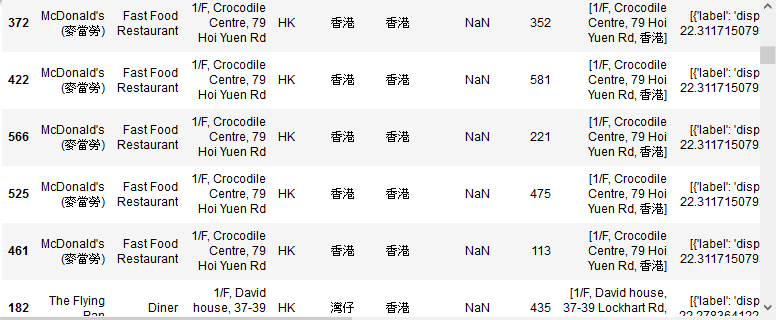 372 McDonald's (麥當勞) Fast Food Restaurant 1/F, Crocodile Centre, 79 Hoi Yuen Rd HK 香港 香港 NaN 352 [1/F, Crocodile Centre, 79 Hoi Yuen Rd, 香港] [{'label': 'disp 22.311715079
422 McDonald's (麥當勞) Fast Food Restaurant 1/F, Crocodile Centre, 79 Hoi Yuen Rd HK 香港 香港 NaN 581 [1/F, Crocodile Centre, 79 Hoi Yuen Rd, 香港] [{'label': 'disp 22.311715079
566 McDonald's (麥當勞) Fast Food Restaurant 1/F, Crocodile Centre, 79 Hoi Yuen Rd HK 香港 香港 NaN 221 [1/F, Crocodile Centre, 79 Hoi Yuen Rd, 香港] [{'label': 'disp 22.311715079
525 McDonald's (麥當勞) Fast Food Restaurant 1/F, Crocodile Centre, 79 Hoi Yuen Rd HK 香港 香港 NaN 475 [1/F, Crocodile Centre, 79 Hoi Yuen Rd, 香港] [{'label': 'disp 22.311715079
461 McDonald's (麥當勞) Fast Food Restaurant 1/F, Crocodile Centre, 79 Hoi Yuen Rd HK 香港 香港 NaN 113 [1/F, Crocodile Centre, 79 Hoi Yuen Rd, 香港] [{'label': 'disp 22.311715079
182 The Flying Pan Diner 1/F, David house, 37-39 HK 灣仔 香港 NaN 435 [1/F, David house, 37-39 Lockhart Rd, [{'label': 'disp 22.278364122